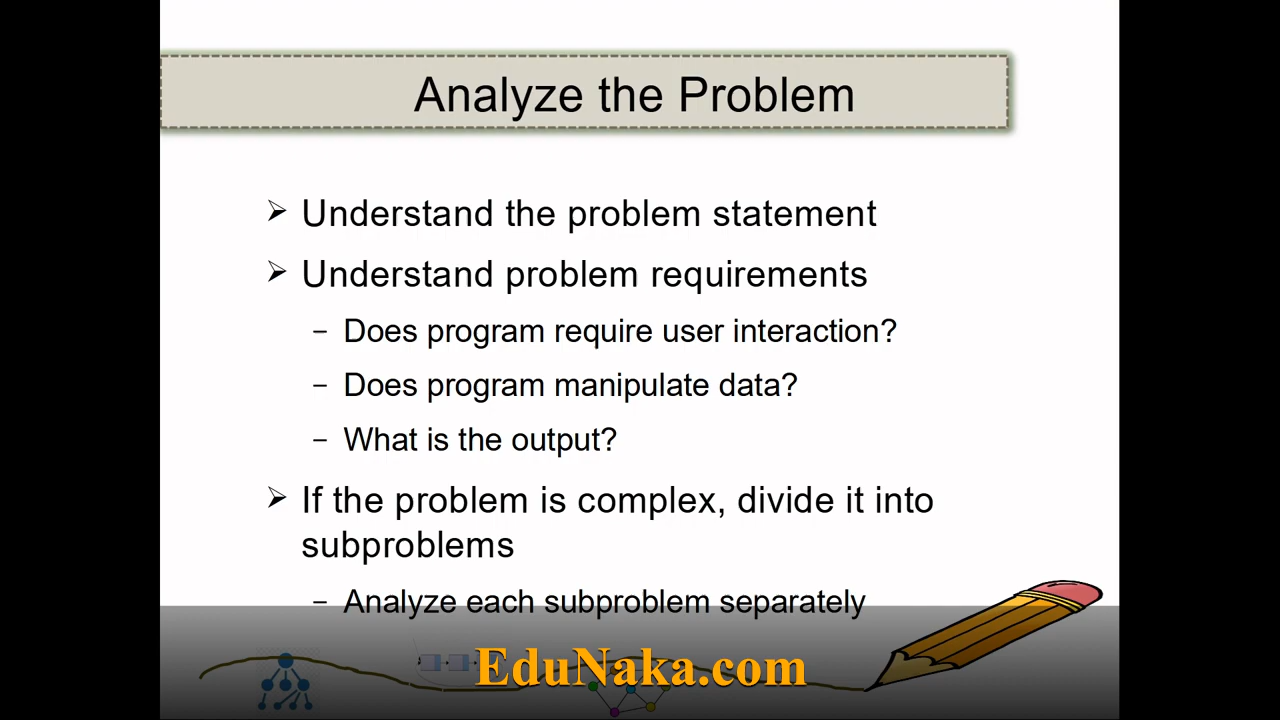 Analyze the Problem
➢ Understand the problem statement
➢ Understand problem requirements
– Does program require user interaction?
– Does program manipulate data?
– What is the output?
➢ If the problem is complex, divide it into
subproblems
– Analyze each subproblem separately
EduNaka.com